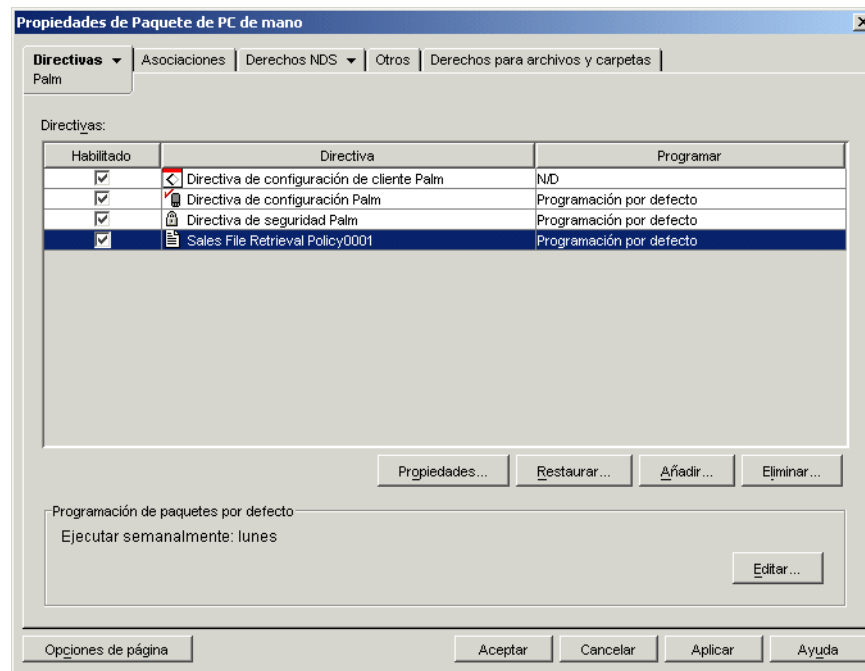 Propiedades de Paquete de PC de mano
Directivas Asociaciones Derechos NDS Otros Derechos para archivos y carpetas
Palm
Directivas:
Habilitado Directiva Programar
Directiva de configuración de cliente Palm N/D
Directiva de configuración Palm Programación por defecto
Directiva de seguridad Palm Programación por defecto
Sales File Retrieval Policy0001 Programación por defecto
Propiedades... Restaurar... Añadir... Eliminar...
Programación de paquetes por defecto
Ejecutar semanalmente: lunes
Editar...
Opciones de página Aceptar Cancelar Aplicar Ayuda